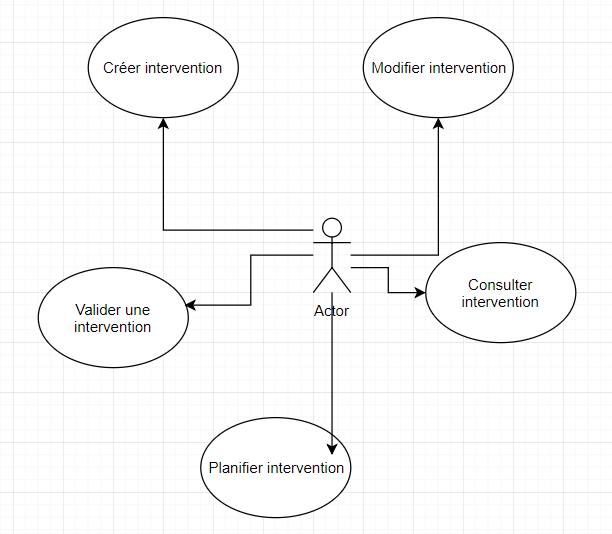 Créer intervention
Modifier intervention
Consulter
intervention
Actor
Valider une
intervention
Planifier intervention